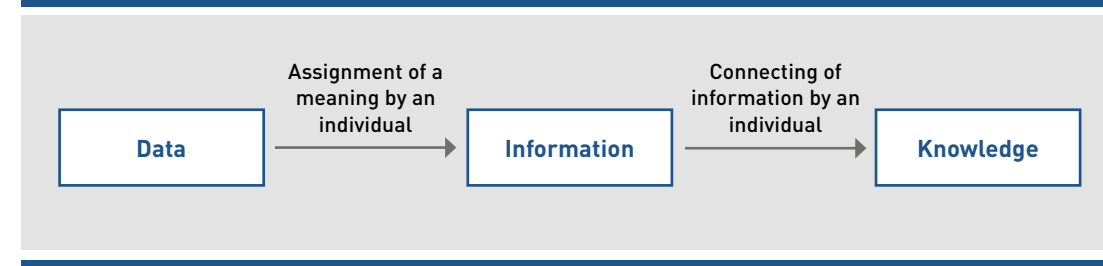 Assignment of a
meaning by an
individual
Connecting of
information by an
individual
Data
Information
Knowledge